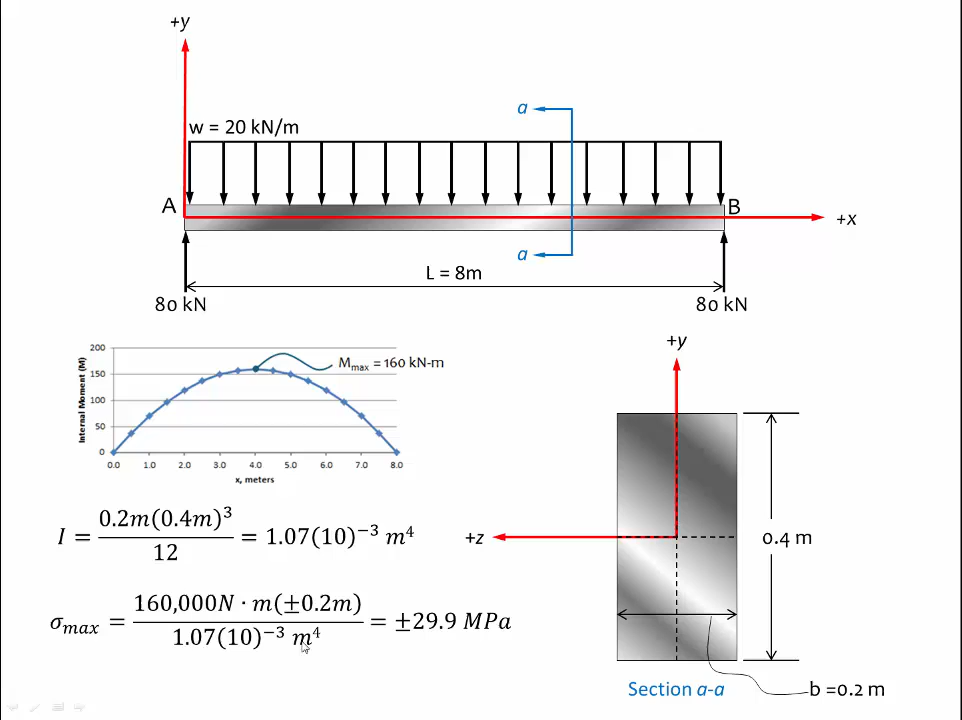 +y
w = 20 kN/m
a
A
B
+x
a
L = 8m
80 kN
80 kN
+y
200
150
100
50
0
Internal Moment (M)
M_max = 160 kN-m
0.0 1.0 2.0 3.0 4.0 5.0 6.0 7.0 8.0
x, meters
I = 0.2m(0.4m)³ / 12 = 1.07(10)⁻³ m⁴
+z
0.4 m
σ_max = 160,000N · m(±0.2m) / 1.07(10)⁻³ m⁴ = ±29.9 MPa
Section a-a
b =0.2 m